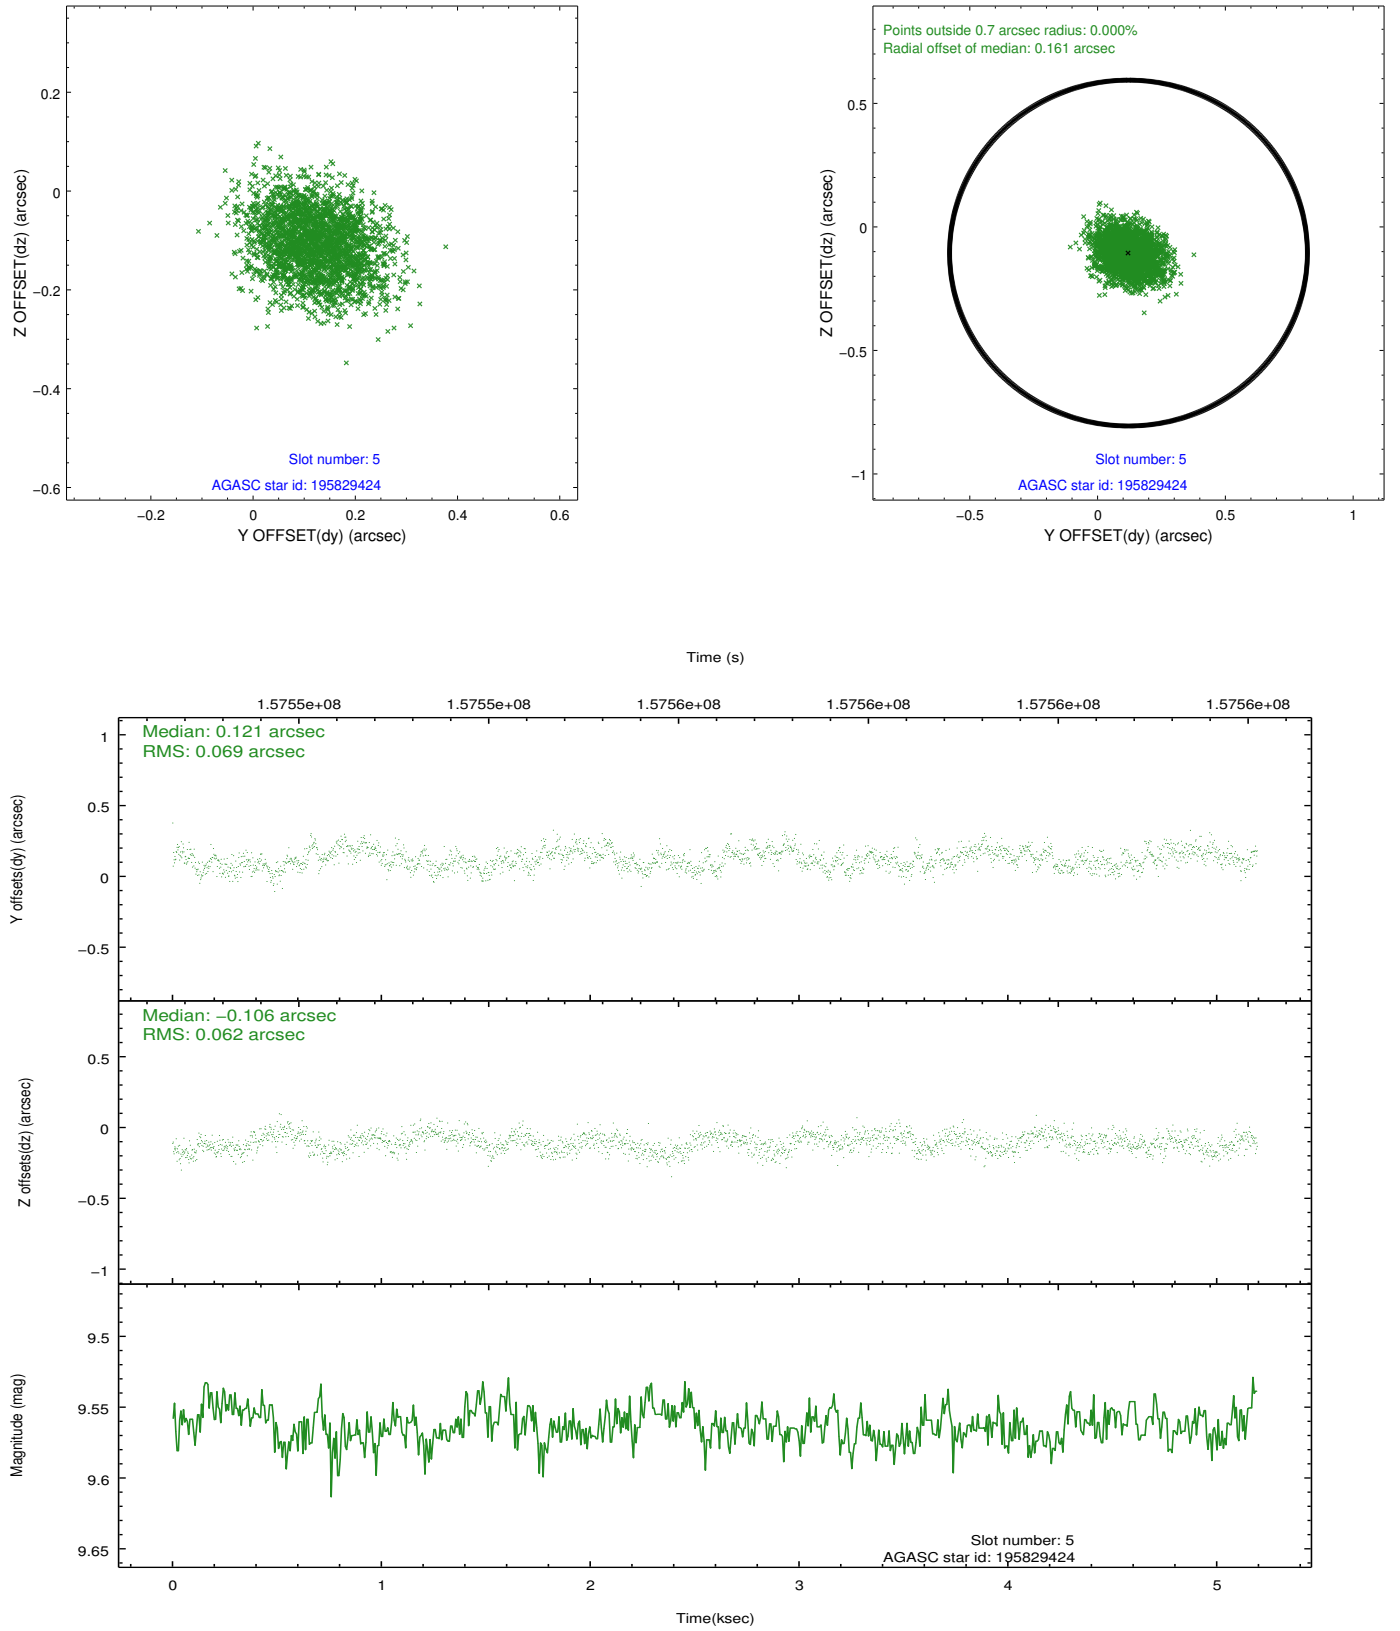 0.2
0
−0.2
−0.4
−0.6
Z OFFSET(dz) (arcsec)
Slot number: 5
AGASC star id: 195829424
−0.2
0
0.2
0.4
0.6
Y OFFSET(dy) (arcsec)
Points outside 0.7 arcsec radius: 0.000%
Radial offset of median: 0.161 arcsec
0.5
0
−0.5
−1
Z OFFSET(dz) (arcsec)
Slot number: 5
AGASC star id: 195829424
−0.5
0
0.5
1
Y OFFSET(dy) (arcsec)
Time (s)
1.5755e+08
1.5755e+08
1.5756e+08
1.5756e+08
1.5756e+08
1.5756e+08
Median: 0.121 arcsec
RMS: 0.069 arcsec
1
0.5
0
−0.5
Y offsets(dy) (arcsec)
Median: −0.106 arcsec
RMS: 0.062 arcsec
0.5
0
−0.5
−1
Z offsets(dz) (arcsec)
9.5
9.55
9.6
9.65
Magnitude (mag)
Slot number: 5
AGASC star id: 195829424
0
1
2
3
4
5
Time(ksec)